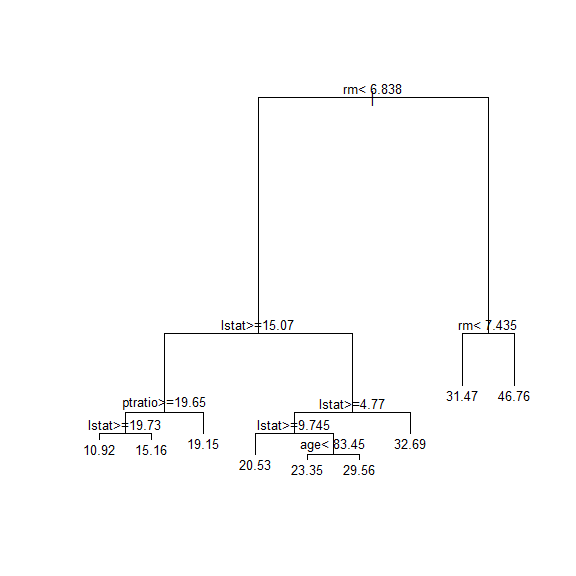 rm< 6.838
lstat>=15.07
rm< 7.435
ptratio>=19.65
lstat>=4.77
31.47
46.76
lstat>=19.73
lstat>=9.745
10.92
15.16
19.15
age< 83.45
32.69
20.53
23.35
29.56